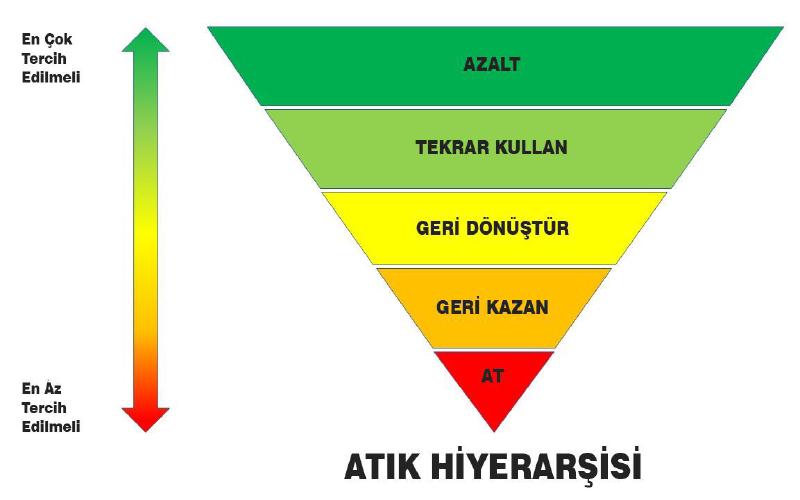 En Çok
Tercih
Edilmeli
AZALT
TEKRAR KULLAN
GERİ DÖNÜŞTÜR
GERİ KAZAN
AT
En Az
Tercih
Edilmeli
ATIK HİYERARŞİSİ